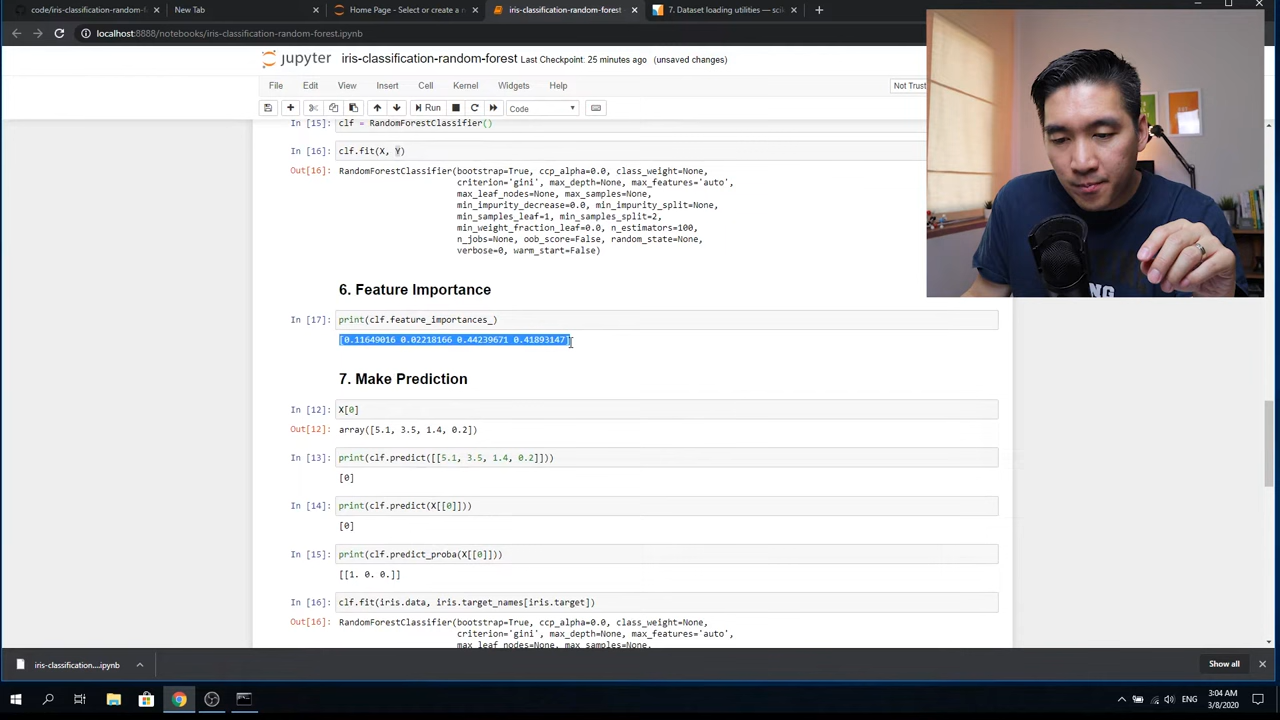 code/iris-classification-random-f
New Tab
Home Page - Select or create a n
iris-classification-random-forest
7. Dataset loading utilities — scik
localhost:8888/notebooks/iris-classification-random-forest.ipynb
jupyter iris-classification-random-forest Last Checkpoint: 25 minutes ago (unsaved changes)
File Edit View Insert Cell Kernel Widgets Help
Not Trust
Run Code
In [15]: clf = RandomForestClassifier()
In [16]: clf.fit(X, Y)
Out[16]: RandomForestClassifier(bootstrap=True, ccp_alpha=0.0, class_weight=None,
criterion='gini', max_depth=None, max_features='auto',
max_leaf_nodes=None, max_samples=None,
min_impurity_decrease=0.0, min_impurity_split=None,
min_samples_leaf=1, min_samples_split=2,
min_weight_fraction_leaf=0.0, n_estimators=100,
n_jobs=None, oob_score=False, random_state=None,
verbose=0, warm_start=False)
6. Feature Importance
In [17]: print(clf.feature_importances_)
[0.11649016 0.02218166 0.44239671 0.41893147]
7. Make Prediction
In [12]: X[0]
Out[12]: array([5.1, 3.5, 1.4, 0.2])
In [13]: print(clf.predict([[5.1, 3.5, 1.4, 0.2]]))
[0]
In [14]: print(clf.predict(X[[0]]))
[0]
In [15]: print(clf.predict_proba(X[[0]]))
[[1. 0. 0.]]
In [16]: clf.fit(iris.data, iris.target_names[iris.target])
Out[16]: RandomForestClassifier(bootstrap=True, ccp_alpha=0.0, class_weight=None,
criterion='gini', max_depth=None, max_features='auto',
max_leaf_nodes=None, max_samples=None,
iris-classification....ipynb
Show all
ENG
3:04 AM
3/8/2020